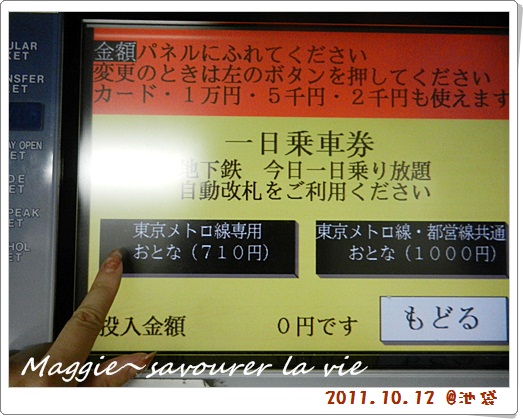 金額パネルにふれてください
変更のときは左のボタンを押してください
カード・1万円・5千円・2千円も使えます
一日乗車券
地下鉄 今日一日乗り放題
自動改札をご利用ください
東京メトロ線専用
おとな(710円)
東京メトロ線・都営線共通
おとな(1000円)
投入金額 0円です
もどる
Maggie~savourer la vie
2011.10.12 @池袋